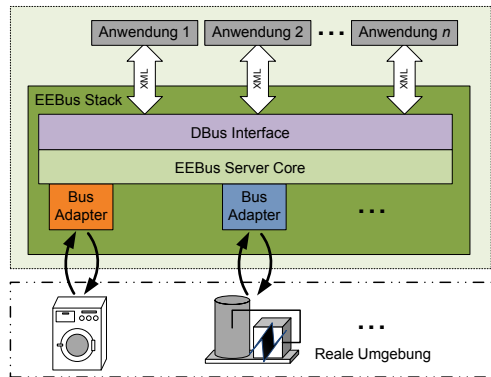 Anwendung 1
Anwendung 2
...
Anwendung n
XML
XML
XML
EEBus Stack
DBus Interface
EEBus Server Core
Bus
Adapter
Bus
Adapter
...
...
Reale Umgebung